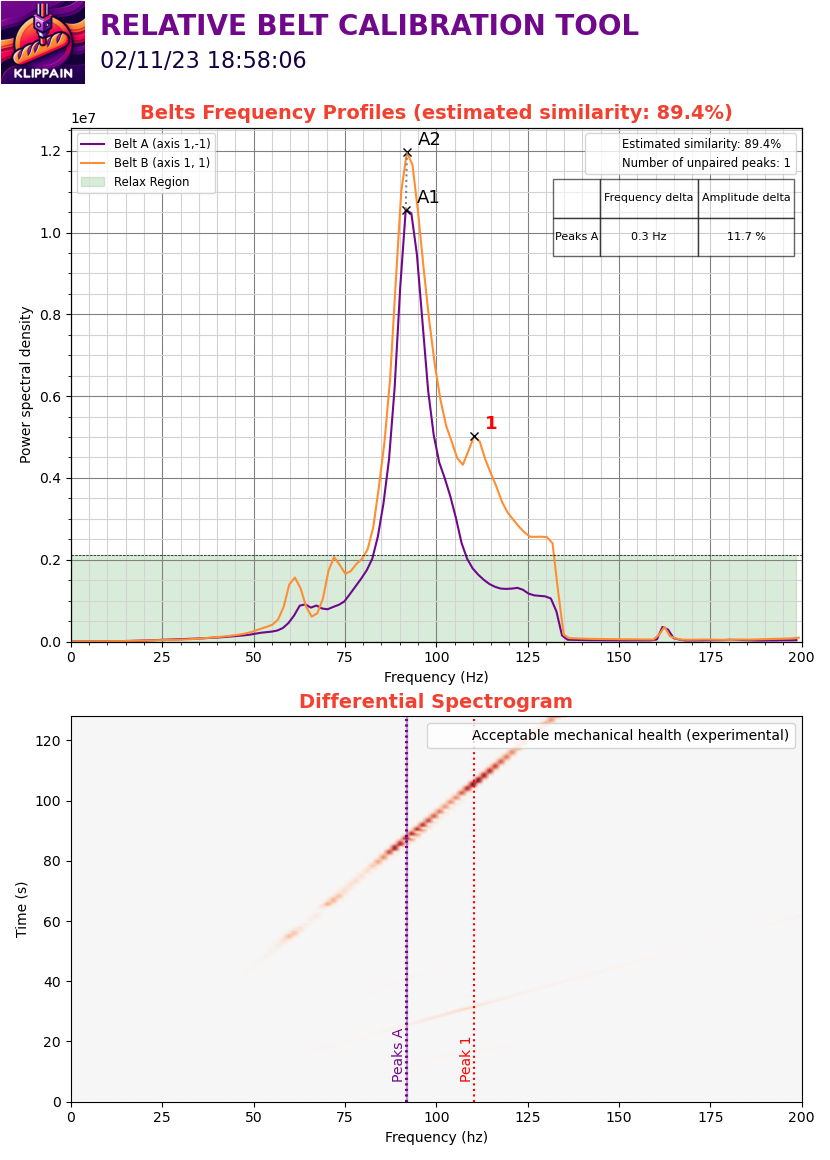 RELATIVE BELT CALIBRATION TOOL
02/11/23 18:58:06
KLIPPAIN
Belts Frequency Profiles (estimated similarity: 89.4%)
1e7
Belt A (axis 1,-1)
Belt B (axis 1, 1)
Relax Region
Estimated similarity: 89.4%
Number of unpaired peaks: 1
Frequency delta Amplitude delta
Peaks A 0.3 Hz 11.7 %
A2
A1
1
1.2
1.0
0.8
0.6
0.4
0.2
0.0
Power spectral density
0 25 50 75 100 125 150 175 200
Frequency (Hz)
Differential Spectrogram
Acceptable mechanical health (experimental)
120
100
80
60
40
20
0
Time (s)
Peaks A
Peak 1
0 25 50 75 100 125 150 175 200
Frequency (hz)